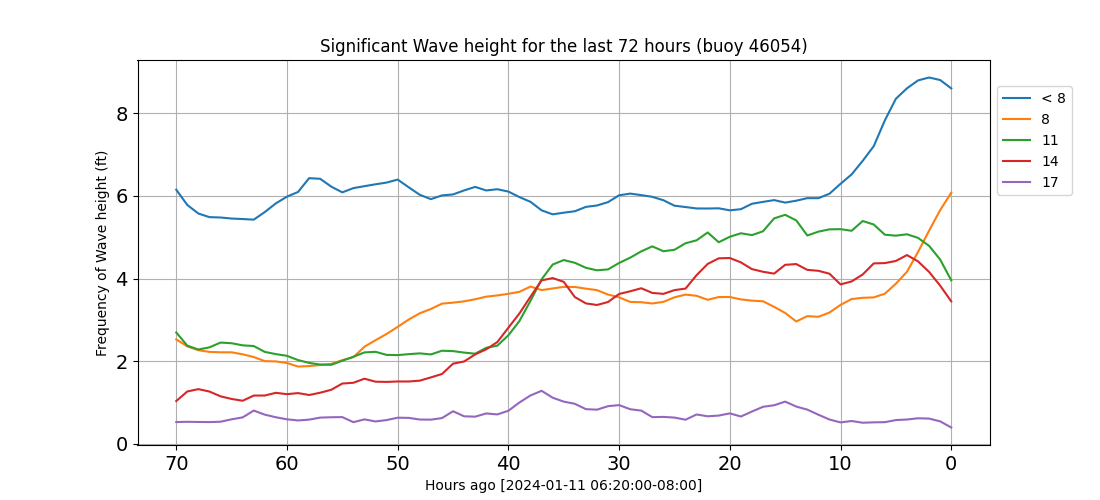 Significant Wave height for the last 72 hours (buoy 46054)
Frequency of Wave height (ft)
8
6
4
2
0
70 60 50 40 30 20 10 0
Hours ago [2024-01-11 06:20:00-08:00]
< 8
8
11
14
17